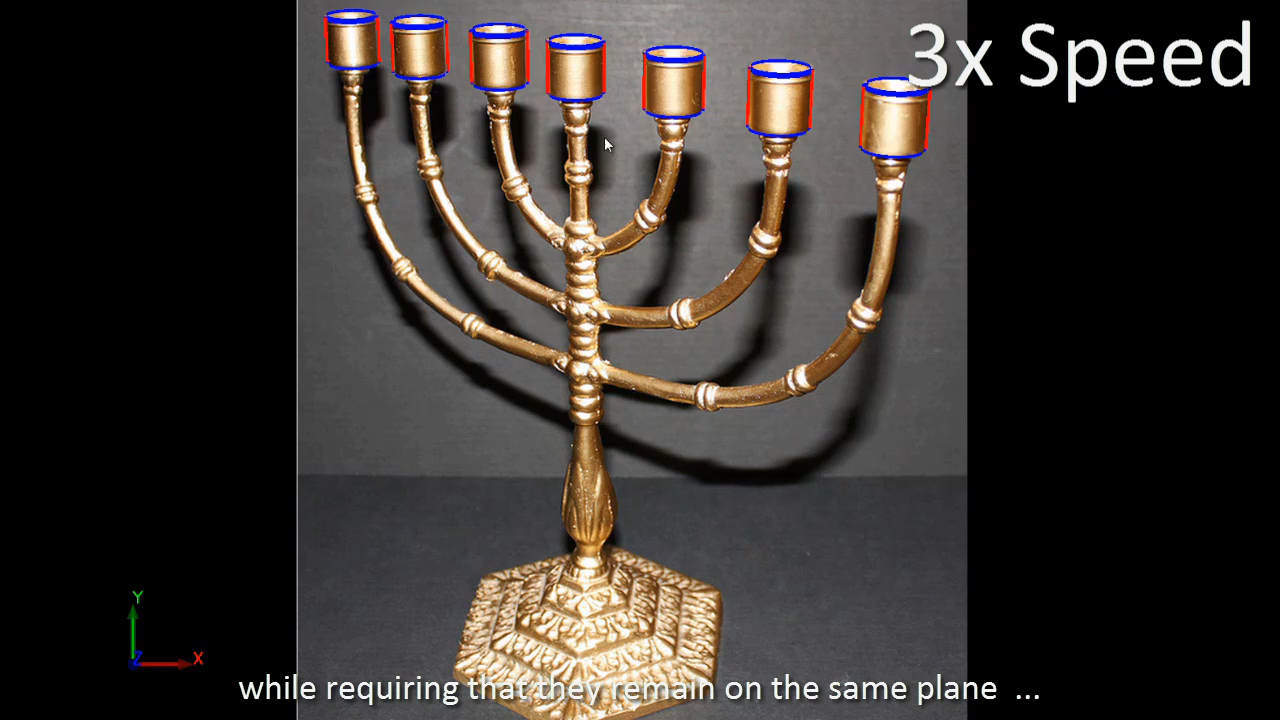 3x Speed
Y
Z
X
while requiring that they remain on the same plane ...